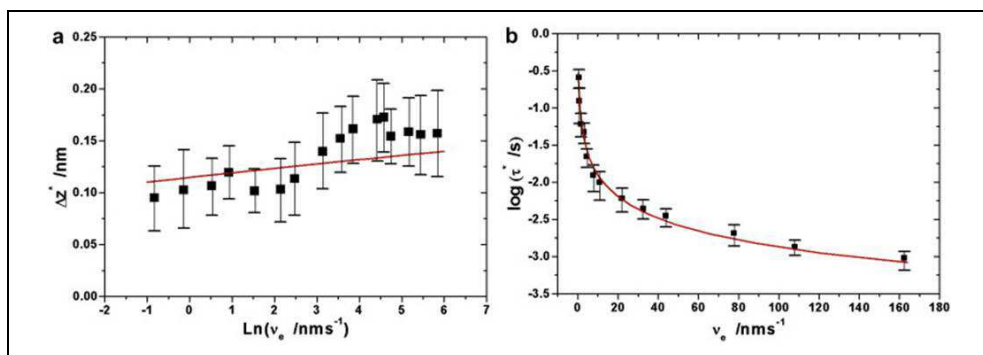 a
0.25
0.20
0.15
0.10
0.05
0.00
Δz* /nm
-1 0 1 2 3 4 5 6 7
Ln(νe /nms-1)
b
0.0
-0.5
-1.0
-1.5
-2.0
-2.5
-3.0
-3.5
log (τ* /s)
0 20 40 60 80 100 120 140 160 180
νe /nms-1